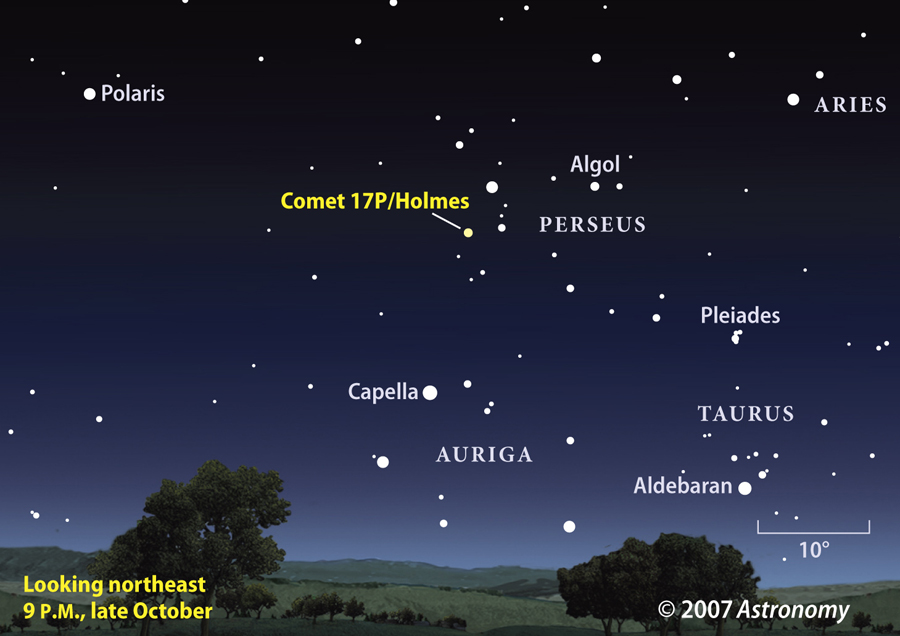 Polaris
ARIES
Algol
Comet 17P/Holmes
PERSEUS
Pleiades
Capella
TAURUS
AURIGA
Aldebaran
10°
Looking northeast
9 P.M., late October
© 2007 Astronomy